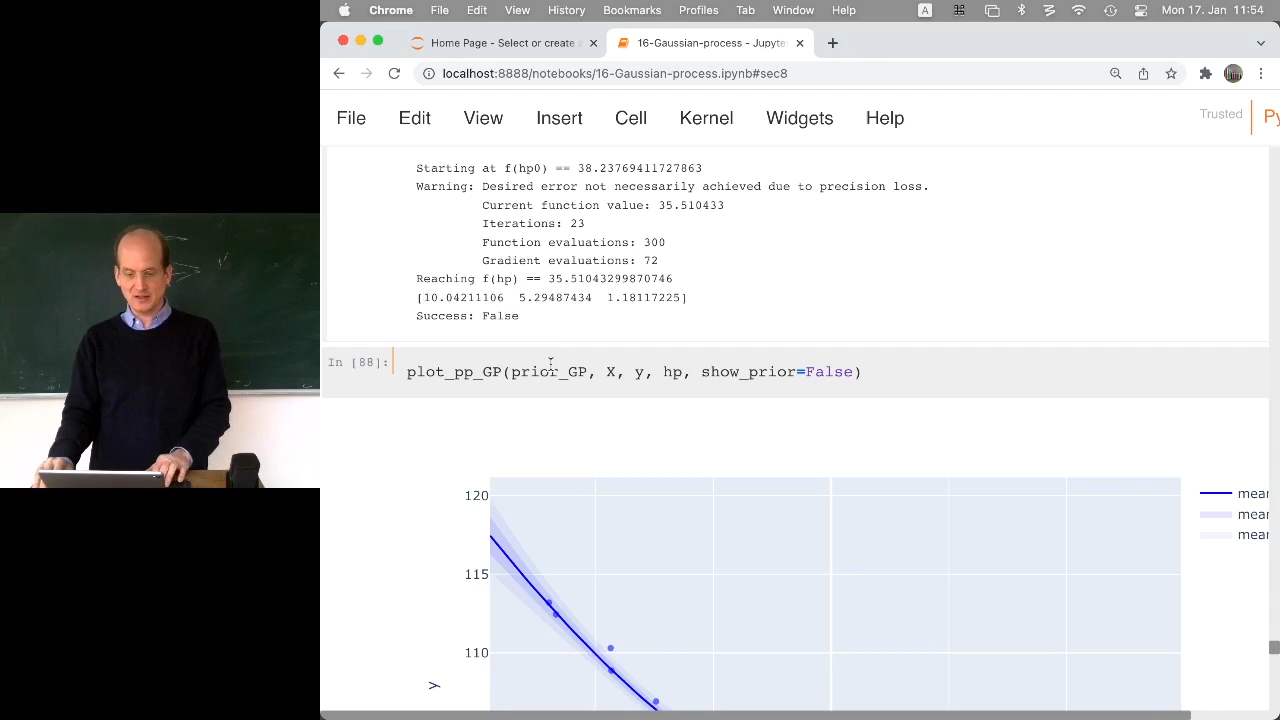 Chrome File Edit View History Bookmarks Profiles Tab Window Help A Mon 17. Jan 11:54
Home Page - Select or create a 16-Gaussian-process - Jupyte
localhost:8888/notebooks/16-Gaussian-process.ipynb#sec8
File Edit View Insert Cell Kernel Widgets Help Trusted Py
Starting at f(hp0) == 38.23769411727863
Warning: Desired error not necessarily achieved due to precision loss.
Current function value: 35.510433
Iterations: 23
Function evaluations: 300
Gradient evaluations: 72
Reaching f(hp) == 35.51043299870746
[10.04211106 5.29487434 1.18117225]
Success: False
In [88]: plot_pp_GP(prior_GP, X, y, hp, show_prior=False)
120
115
110
y
mean
mean
mean